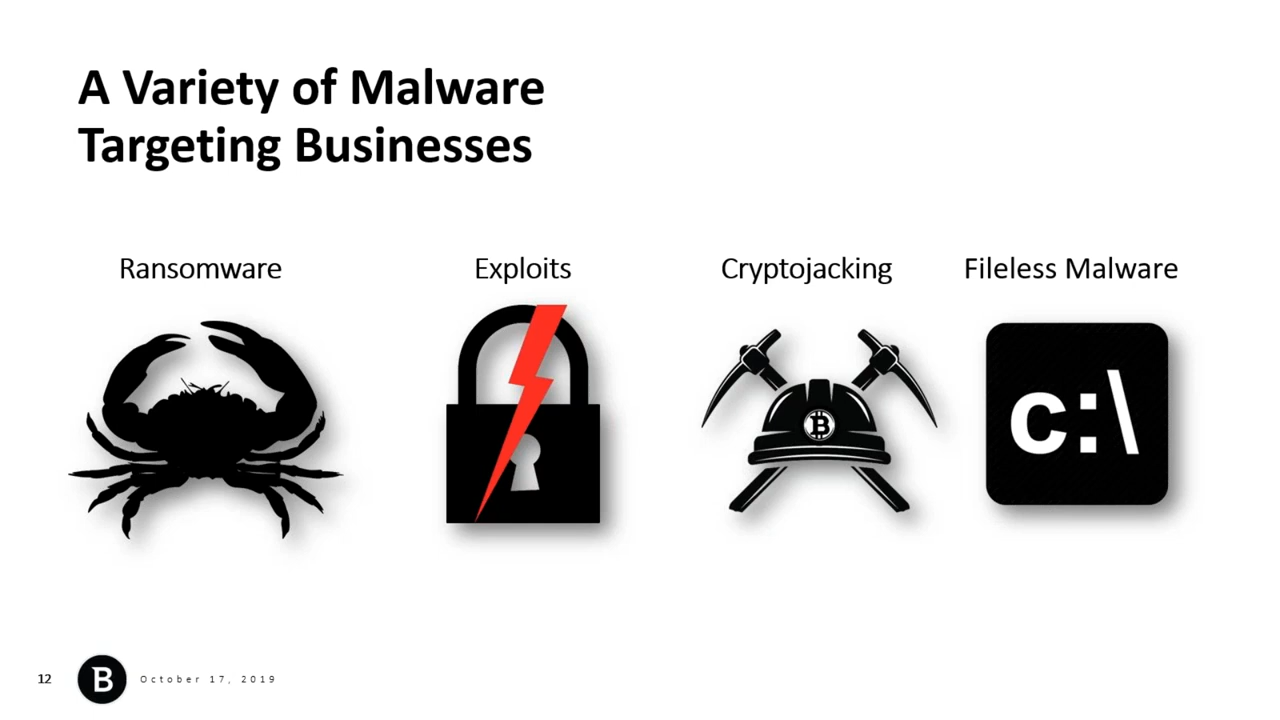 A Variety of Malware
Targeting Businesses
Ransomware
Exploits
Cryptojacking
Fileless Malware
B
c:\
12
B
October 17, 2019